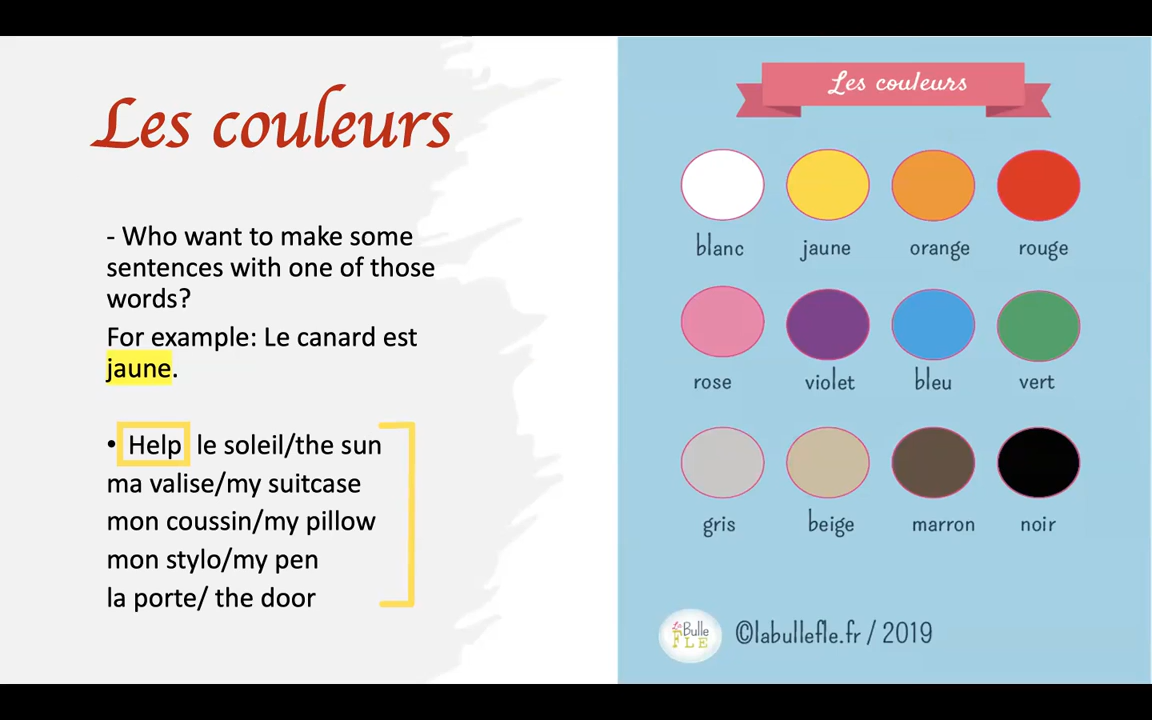 Les couleurs
- Who want to make some
sentences with one of those
words?
For example: Le canard est
jaune.
• Help le soleil/the sun
ma valise/my suitcase
mon coussin/my pillow
mon stylo/my pen
la porte/ the door
Les couleurs
blanc jaune orange rouge
rose violet bleu vert
gris beige marron noir
La Bulle
FLE
©labullefle.fr / 2019